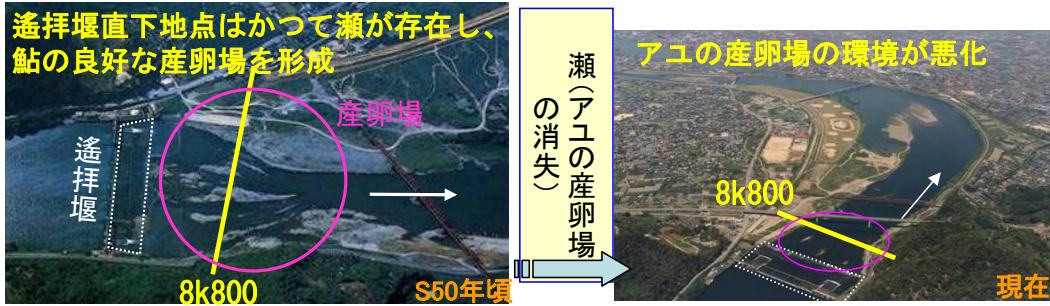 遙拝堰直下地点はかつて瀬が存在し、
鮎の良好な産卵場を形成
産卵場
遙拝堰
8k800
S50年頃
瀬(アユの産卵場
の消失)
アユの産卵場の環境が悪化
8k800
現在